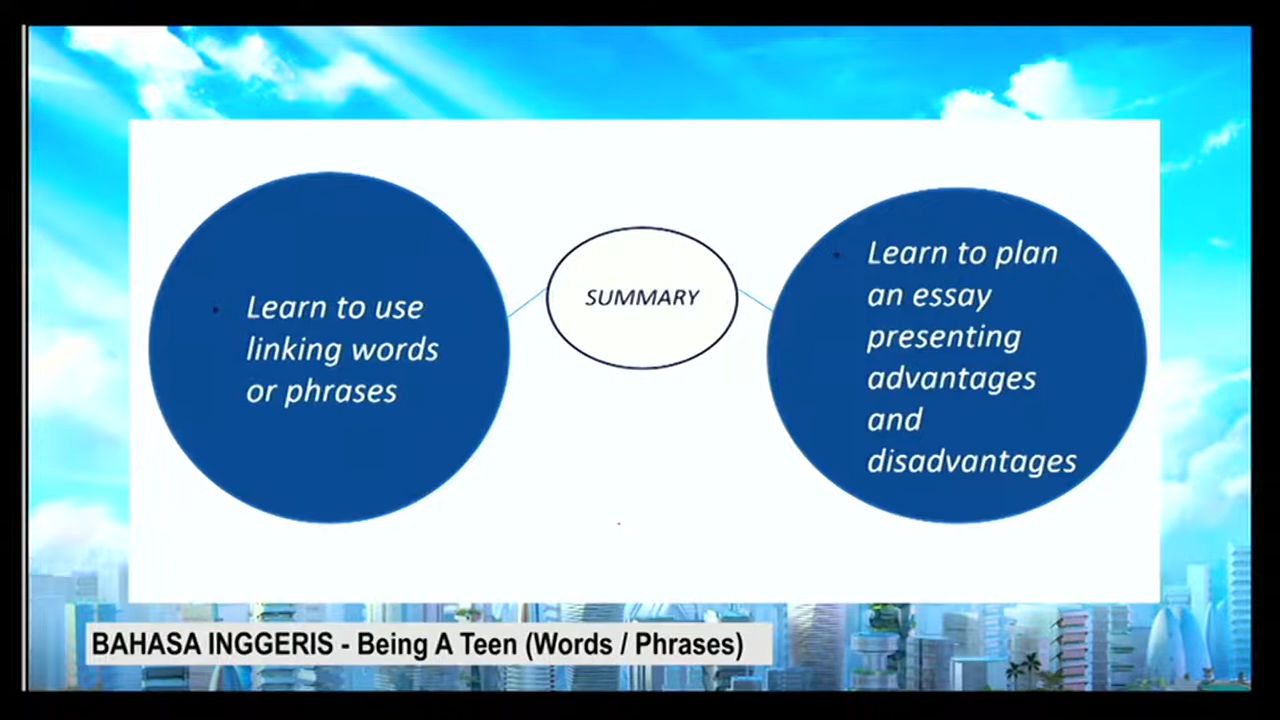 SUMMARY
• Learn to use
linking words
or phrases
• Learn to plan
an essay
presenting
advantages
and
disadvantages
BAHASA INGGERIS - Being A Teen (Words / Phrases)